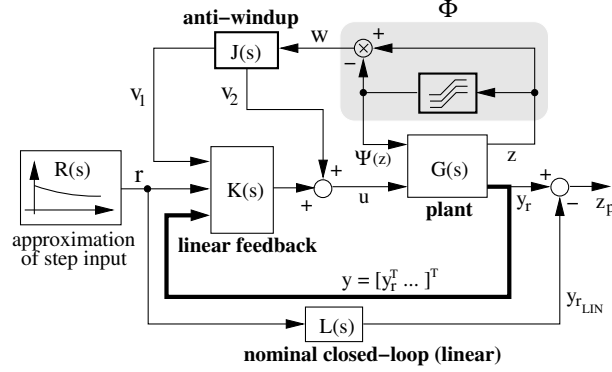 Φ
anti-windup
J(s)
w
+
−
v1
v2
Ψ(z)
z
R(s)
r
K(s)
+
+
u
G(s)
plant
yr
+
−
zp
approximation
of step input
linear feedback
y = [yrT ... ]T
yrLIN
L(s)
nominal closed−loop (linear)